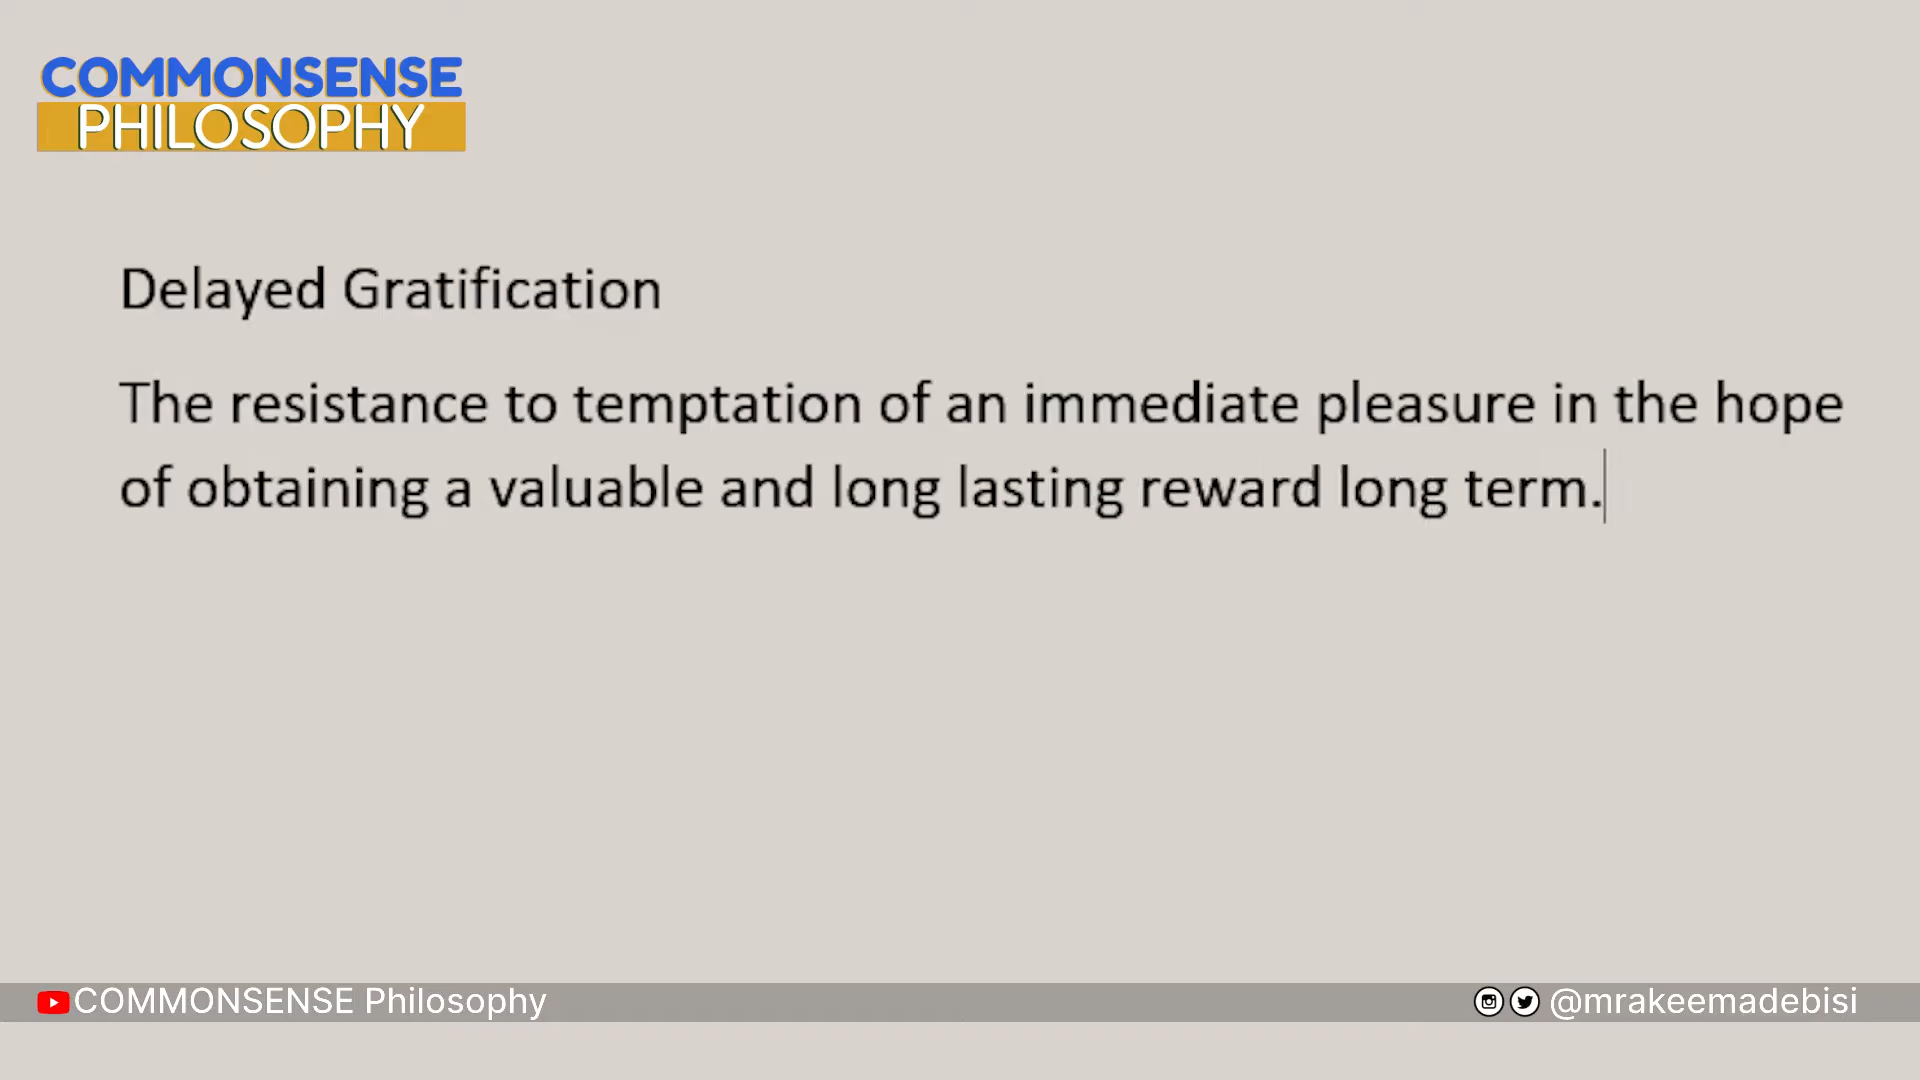 COMMONSENSE
PHILOSOPHY
Delayed Gratification
The resistance to temptation of an immediate pleasure in the hope
of obtaining a valuable and long lasting reward long term.
COMMONSENSE Philosophy
@mrakeemadebisi